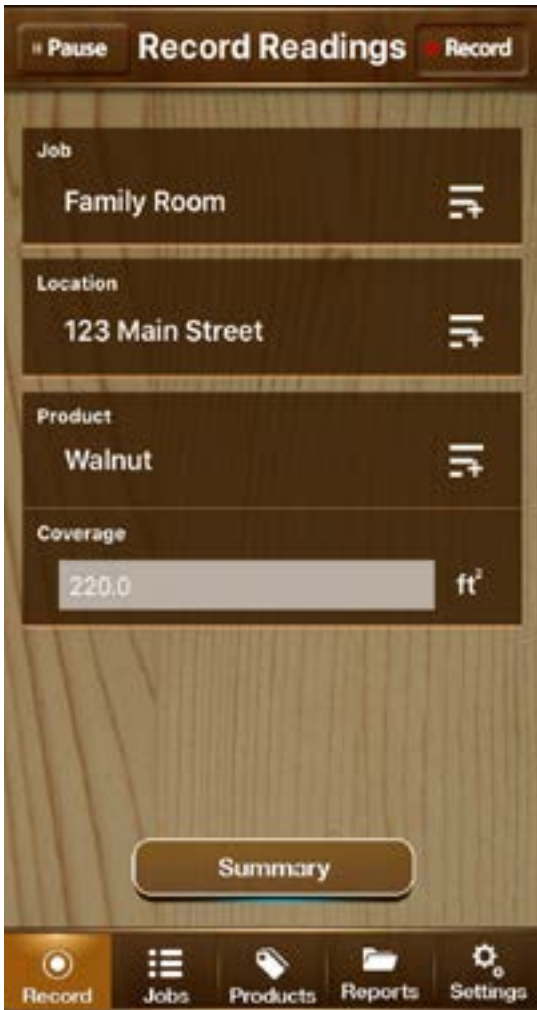 Pause Record Readings Record
Job
Family Room
Location
123 Main Street
Product
Walnut
Coverage
220.0 ft²
Summary
Record Jobs Products Reports Settings